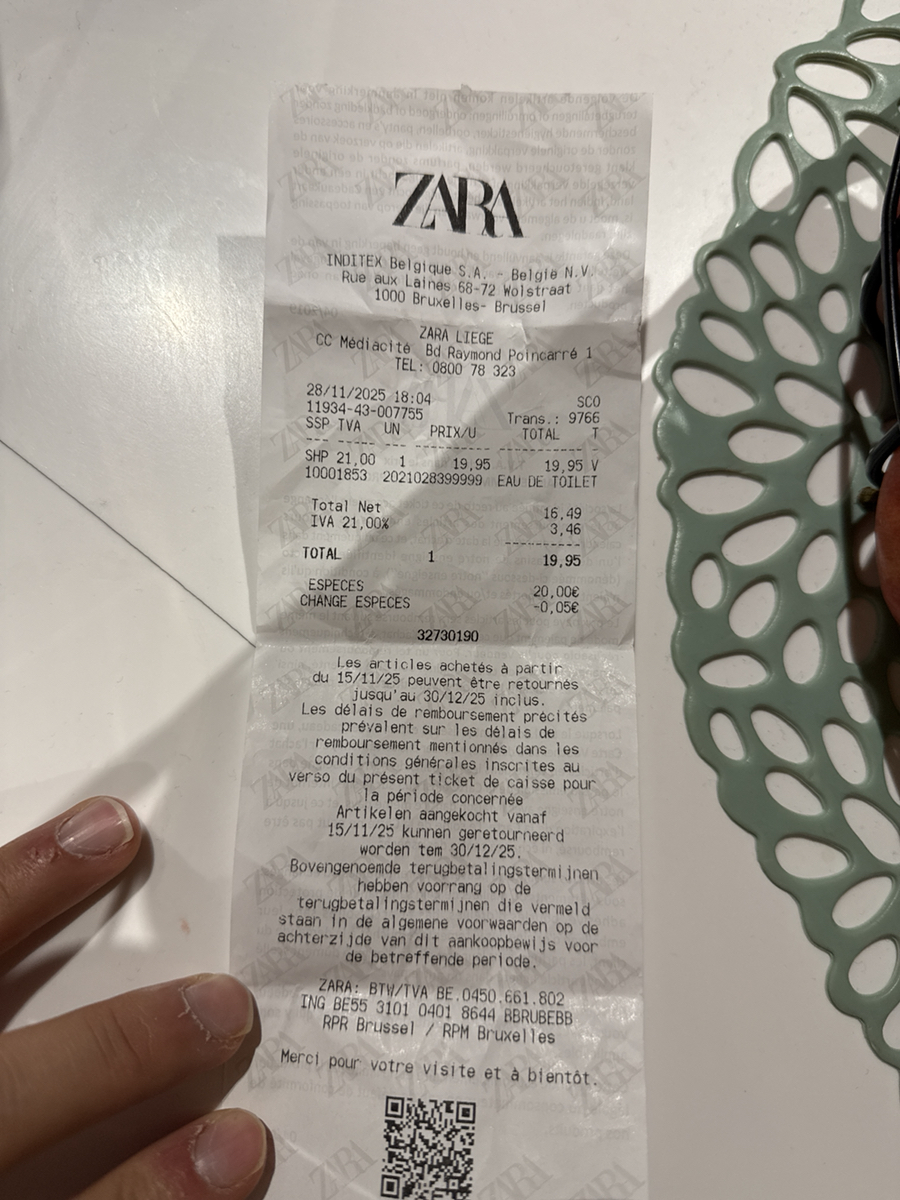 ZARA
INDITEX Belgique S.A. - Belgie N.V.
Rue aux Laines 68-72 Wolstraat
1000 Bruxelles- Brussel
ZARA LIEGE
CC Médiacité Bd Raymond Poincarré 1
TEL: 0800 78 323
28/11/2025 18:04 SCO
11934-43-007755 Trans.: 9766
SSP TVA UN PRIX/U TOTAL T
SHP 21,00 1 19,95 19,95 V
10001853 2021028399999 EAU DE TOILET
Total Net 16,49
IVA 21,00% 3,46
TOTAL 1 19,95
ESPECES 20,00€
CHANGE ESPECES -0,05€
32730190
Les articles achetés à partir
du 15/11/25 peuvent être retournés
jusqu'au 30/12/25 inclus.
Les délais de remboursement précités
prévalent sur les délais de
remboursement mentionnés dans les
conditions générales inscrites au
verso du présent ticket de caisse pour
la période concernée
Artikelen aangekocht vanaf
15/11/25 kunnen geretourneerd
worden tem 30/12/25.
Bovengenoemde terugbetalingstermijnen
hebben voorrang op de
terugbetalingstermijnen die vermeld
staan in de algemene voorwaarden op de
achterzijde van dit aankoopbewijs voor
de betreffende periode.
ZARA: BTW/TVA BE.0450.661.802
ING BE55 3101 0401 8644 BBRUBEBB
RPR Brussel / RPM Bruxelles
Merci pour votre visite et à bientôt.